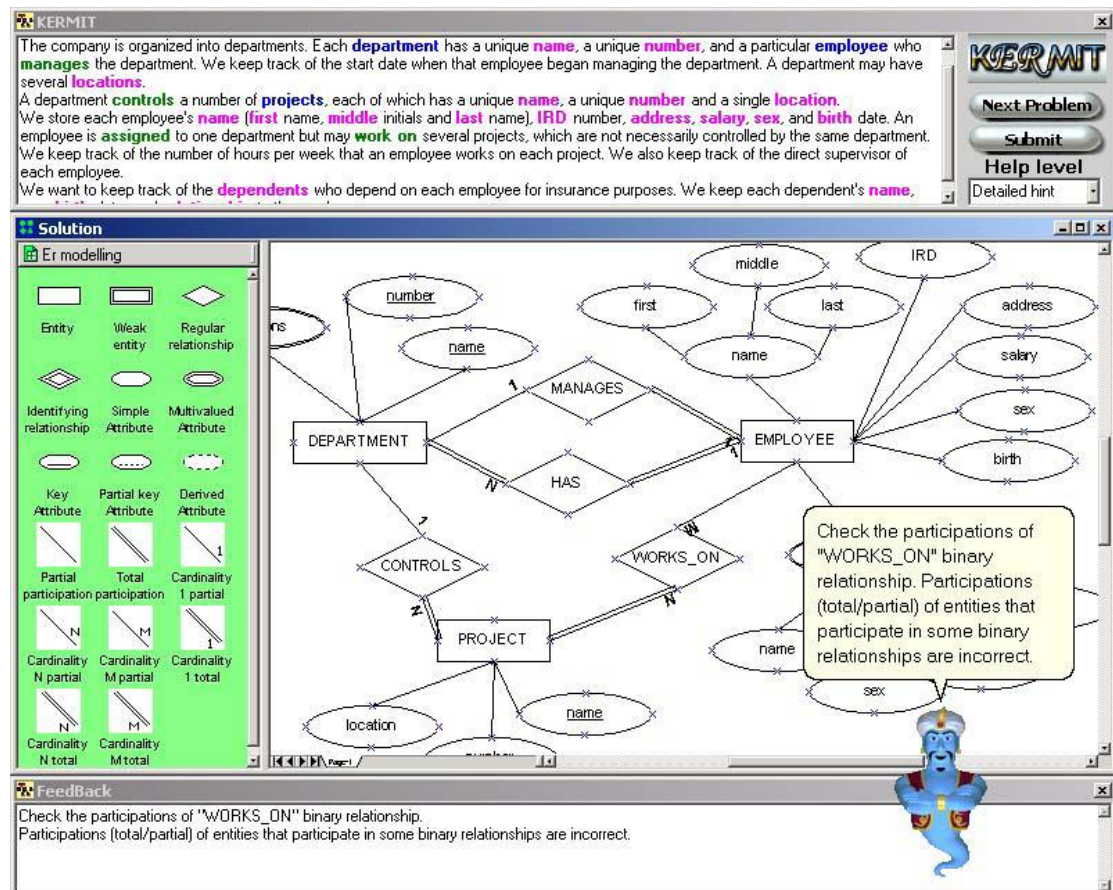 KERMIT
The company is organized into departments. Each department has a unique name, a unique number, and a particular employee who
manages the department. We keep track of the start date when that employee began managing the department. A department may have
several locations.
A department controls a number of projects, each of which has a unique name, a unique number and a single location.
We store each employee's name (first name, middle initials and last name), IRD number, address, salary, sex, and birth date. An
employee is assigned to one department but may work on several projects, which are not necessarily controlled by the same department.
We keep track of the number of hours per week that an employee works on each project. We also keep track of the direct supervisor of
each employee.
We want to keep track of the dependents who depend on each employee for insurance purposes. We keep each dependent's name,
KERMIT
Next Problem
Submit
Help level
Detailed hint
Solution
Er modelling
Entity
Weak
entity
Regular
relationship
Identifying
relationship
Simple
Attribute
Multivalued
Attribute
Key
Attribute
Partial key
Attribute
Derived
Attribute
Partial
participation
Total
participation
1
Cardinality
1 partial
N
Cardinality
N partial
M
Cardinality
M partial
1
Cardinality
1 total
N
Cardinality
N total
M
Cardinality
M total
number
name
first
middle
last
name
IRD
address
salary
sex
birth
DEPARTMENT
1
MANAGES
EMPLOYEE
1
N
HAS
1
CONTROLS
N
WORKS_ON
N
PROJECT
location
name
name
sex
Check the participations of
"WORKS_ON" binary
relationship. Participations
(total/partial) of entities that
participate in some binary
relationships are incorrect.
Page-1
FeedBack
Check the participations of "WORKS_ON" binary relationship.
Participations (total/partial) of entities that participate in some binary relationships are incorrect.